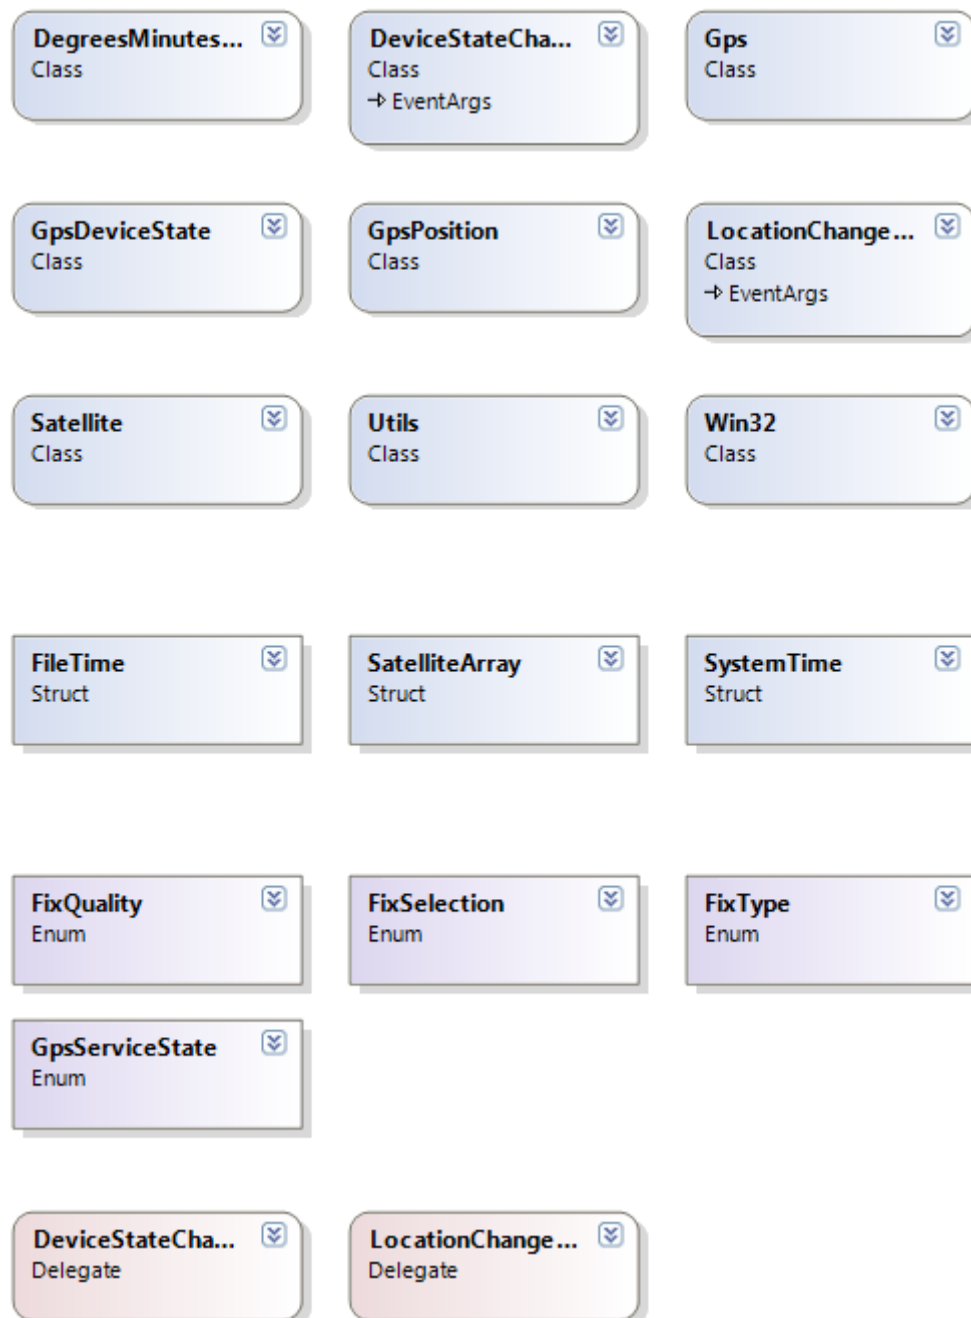 DegreesMinutes...
Class
DeviceStateCha...
Class
EventArgs
Gps
Class
GpsDeviceState
Class
GpsPosition
Class
LocationChange...
Class
EventArgs
Satellite
Class
Utils
Class
Win32
Class
FileTime
Struct
SatelliteArray
Struct
SystemTime
Struct
FixQuality
Enum
FixSelection
Enum
FixType
Enum
GpsServiceState
Enum
DeviceStateCha...
Delegate
LocationChange...
Delegate